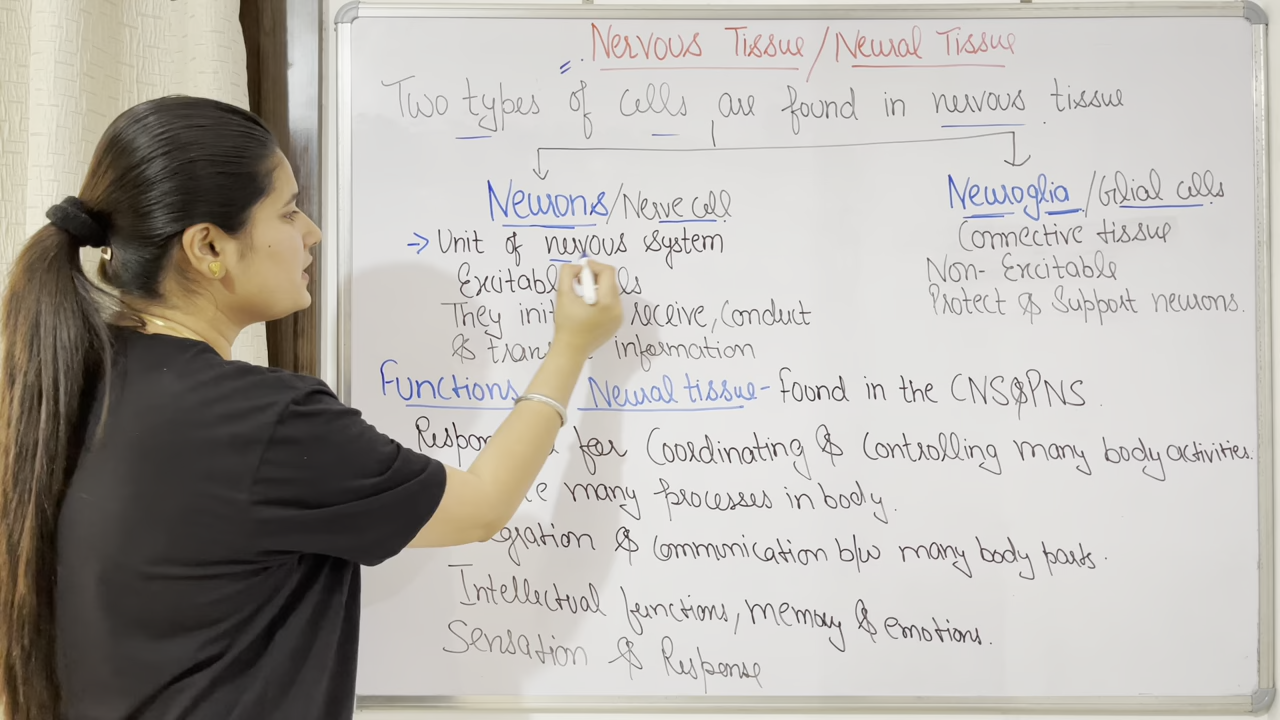 Nervous Tissue/Neural Tissue
Two types of cells are found in nervous tissue
Neurons/Nerve cell
→ Unit of nervous system
They receive, Conduct
& information
Neuroglia/Glial cells
Connective tissue
Non-Excitable
Protect & Support neurons.
Functions Neural tissue- found in the CNS&PNS
for Coordinating & Controlling many body activities.
many processes in body.
& Communication b/w many body parts.
Intellectual functions, memory & emotions.
Sensation & Response